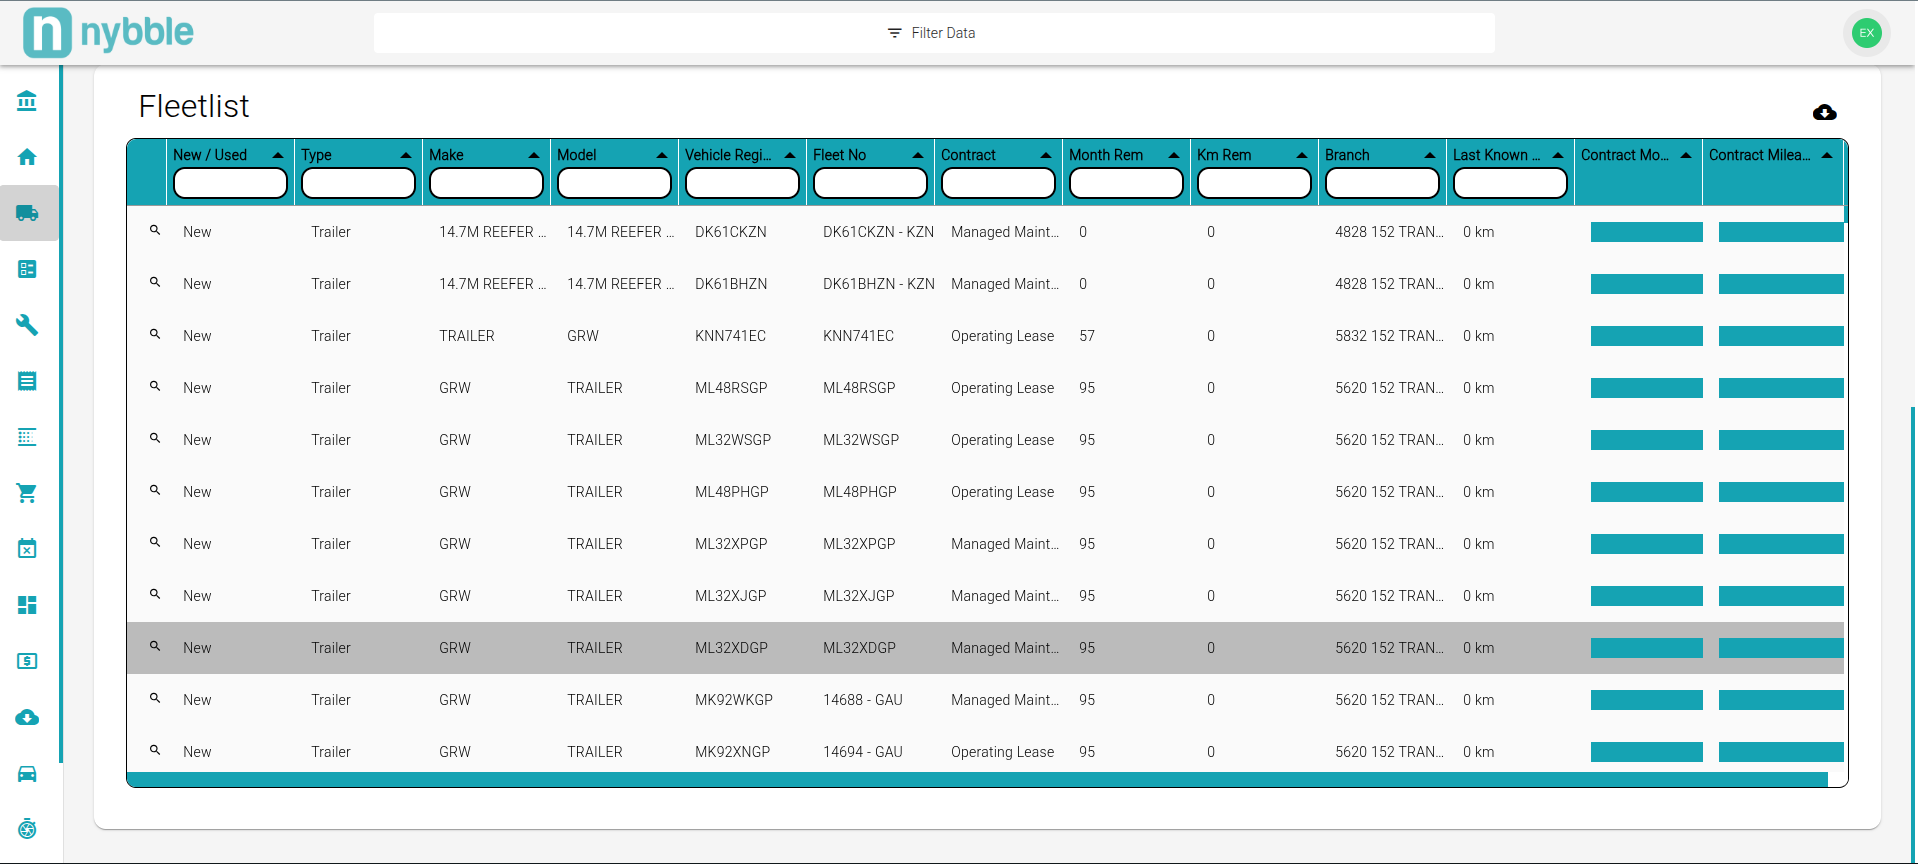 n nybble
Filter Data
EX
Fleetlist
New / Used Type Make Model Vehicle Regi... Fleet No Contract Month Rem Km Rem Branch Last Known ... Contract Mo... Contract Milea...
New Trailer 14.7M REEFER ... 14.7M REEFER ... DK61CKZN DK61CKZN - KZN Managed Maint... 0 0 4828 152 TRAN... 0 km
New Trailer 14.7M REEFER ... 14.7M REEFER ... DK61BHZN DK61BHZN - KZN Managed Maint... 0 0 4828 152 TRAN... 0 km
New Trailer TRAILER GRW KNN741EC KNN741EC Operating Lease 57 0 5832 152 TRAN... 0 km
New Trailer GRW TRAILER ML48RSGP ML48RSGP Operating Lease 95 0 5620 152 TRAN... 0 km
New Trailer GRW TRAILER ML32WSGP ML32WSGP Operating Lease 95 0 5620 152 TRAN... 0 km
New Trailer GRW TRAILER ML48PHGP ML48PHGP Operating Lease 95 0 5620 152 TRAN... 0 km
New Trailer GRW TRAILER ML32XPGP ML32XPGP Managed Maint... 95 0 5620 152 TRAN... 0 km
New Trailer GRW TRAILER ML32XJGP ML32XJGP Managed Maint... 95 0 5620 152 TRAN... 0 km
New Trailer GRW TRAILER ML32XDGP ML32XDGP Managed Maint... 95 0 5620 152 TRAN... 0 km
New Trailer GRW TRAILER MK92WKGP 14688 - GAU Managed Maint... 95 0 5620 152 TRAN... 0 km
New Trailer GRW TRAILER MK92XNGP 14694 - GAU Operating Lease 95 0 5620 152 TRAN... 0 km